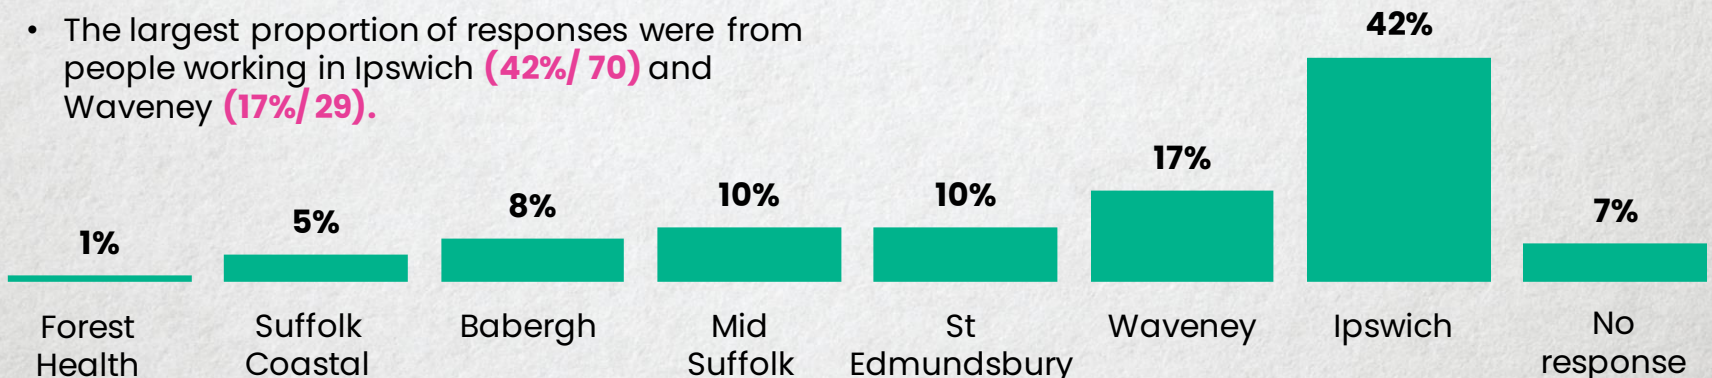 • The largest proportion of responses were from
people working in Ipswich (42%/ 70) and
Waveney (17%/ 29).
1%
5%
8%
10%
10%
17%
42%
7%
Forest
Health
Suffolk
Coastal
Babergh
Mid
Suffolk
St
Edmundsbury
Waveney
Ipswich
No
response